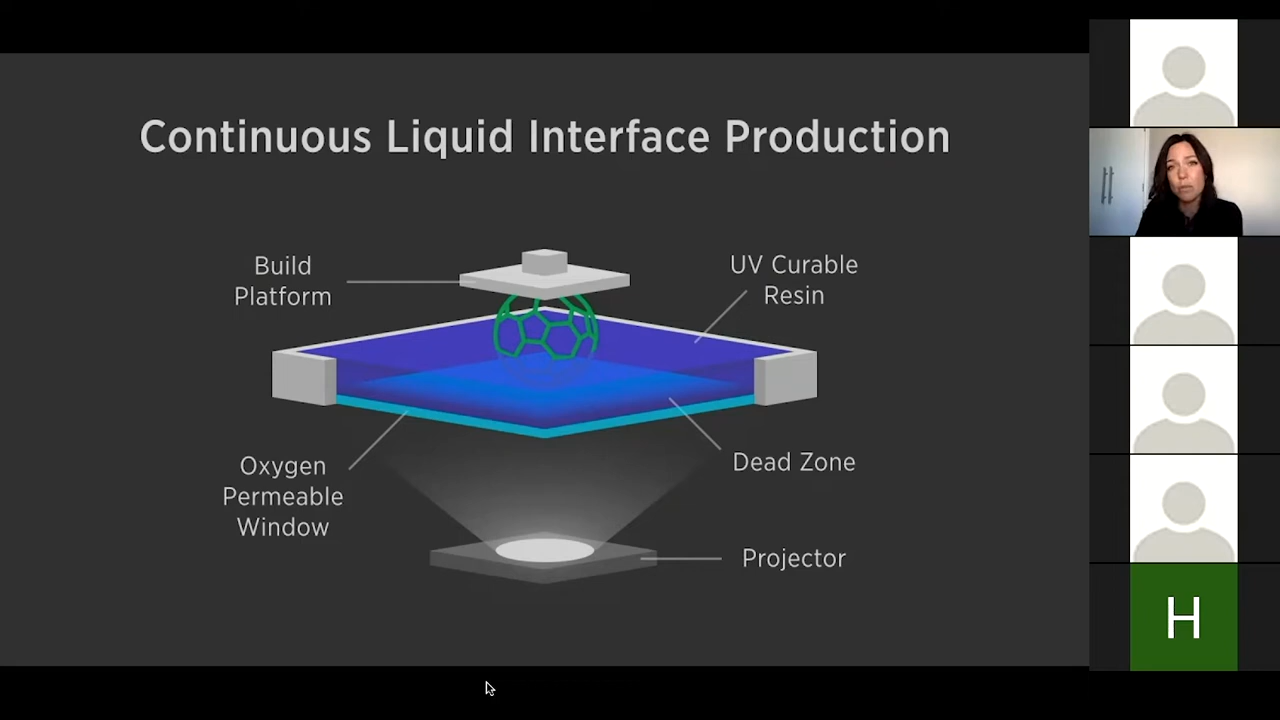 Continuous Liquid Interface Production
Build
Platform
UV Curable
Resin
Oxygen
Permeable
Window
Dead Zone
Projector
H